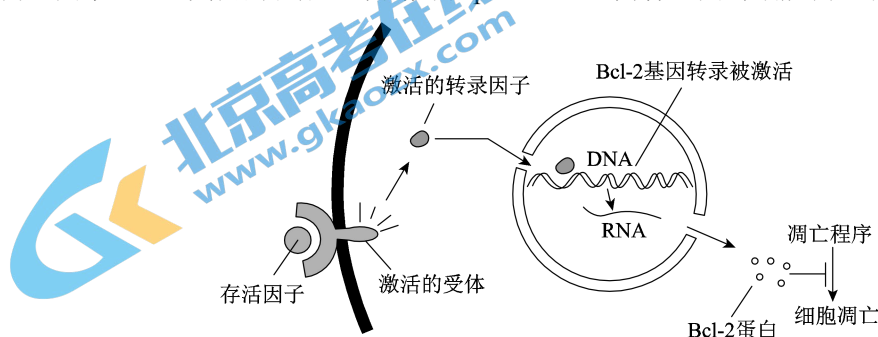 北京高考在线
www.gkaozx.com
激活的转录因子
Bcl-2基因转录被激活
DNA
RNA
存活因子
激活的受体
凋亡程序
细胞凋亡
Bcl-2蛋白